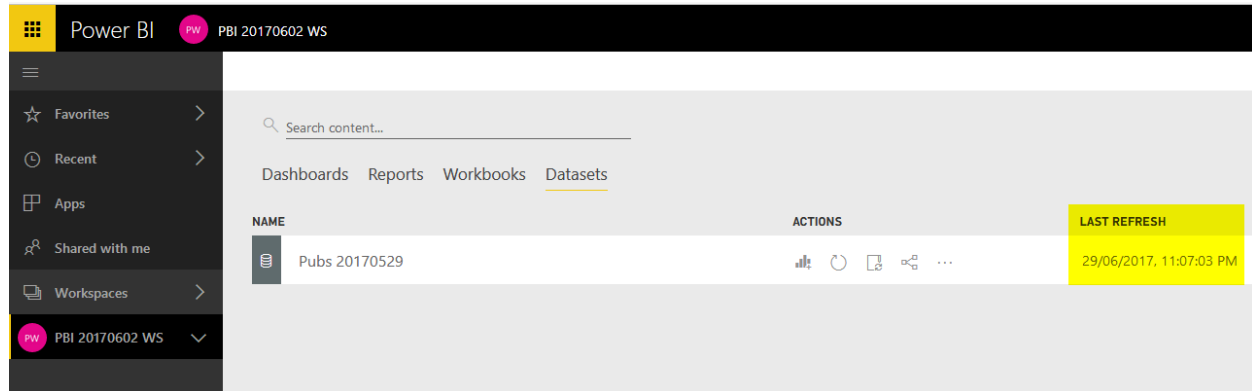 Power BI PW PBI 20170602 WS
Favorites
Recent
Apps
Shared with me
Workspaces
PW PBI 20170602 WS
Search content...
Dashboards Reports Workbooks Datasets
NAME ACTIONS LAST REFRESH
Pubs 20170529 29/06/2017, 11:07:03 PM